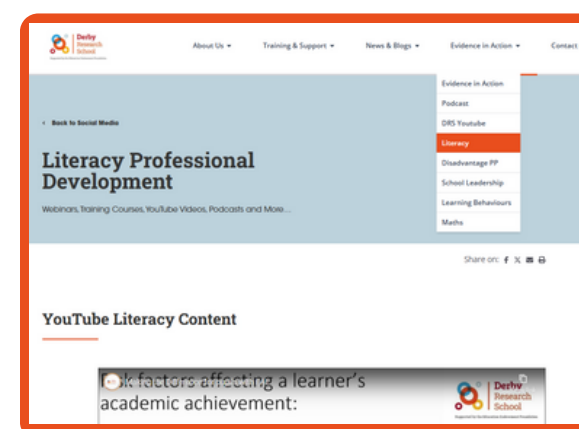 Derby
Research
School
About Us
Training & Support
News & Blogs
Evidence in Action
Contact
Evidence in Action
Podcast
DRS Youtube
Literacy
Disadvantage PP
School Leadership
Learning Behaviours
Maths
‹ Back to Social Media
Literacy Professional
Development
Webinars, Training Courses, YouTube Videos, Podcasts and More...
Share on:
YouTube Literacy Content
factors affecting a learner's
academic achievement:
Derby
Research
School